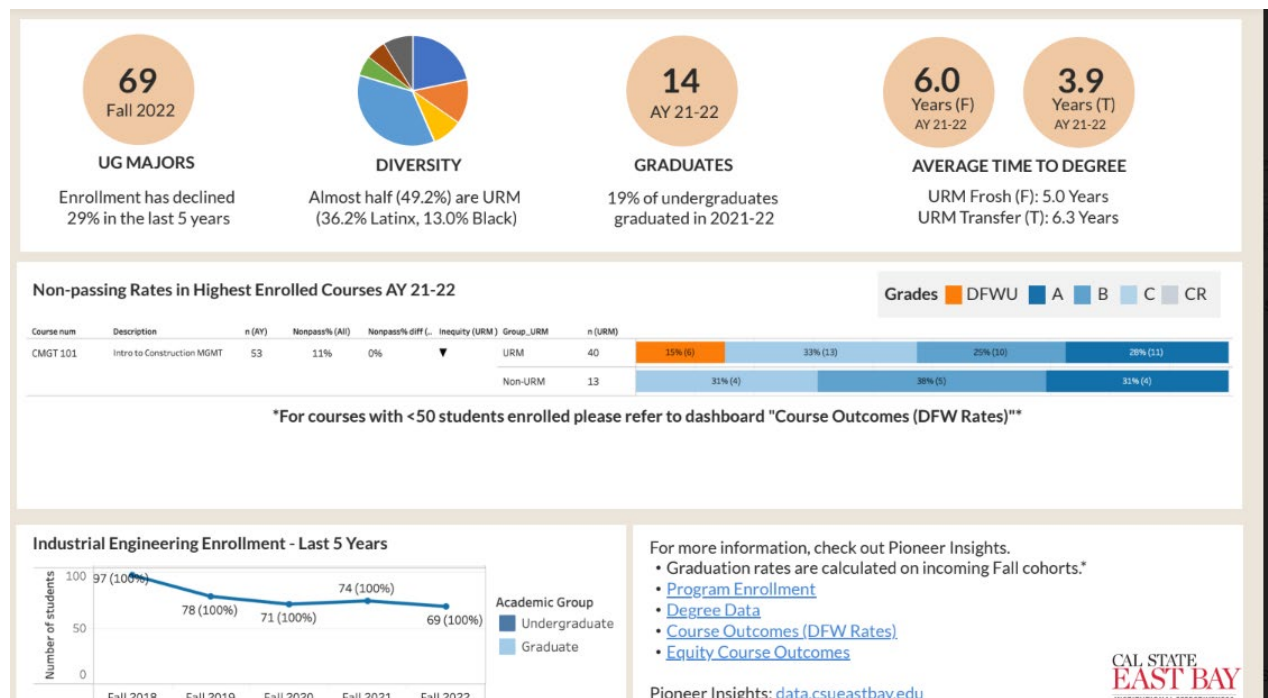 69
Fall 2022
UG MAJORS
Enrollment has declined
29% in the last 5 years
DIVERSITY
Almost half (49.2%) are URM
(36.2% Latinx, 13.0% Black)
14
AY 21-22
GRADUATES
19% of undergraduates
graduated in 2021-22
6.0
Years (F)
AY 21-22
3.9
Years (T)
AY 21-22
AVERAGE TIME TO DEGREE
URM Frosh (F): 5.0 Years
URM Transfer (T): 6.3 Years
Non-passing Rates in Highest Enrolled Courses AY 21-22
Grades DFWU A B C CR
Course num Description n (AY) Nonpass% (All) Nonpass% diff (.. Inequity (URM) Group_URM n (URM)
CMGT 101 Intro to Construction MGMT 53 11% 0% ▼ URM 40 15% (6) 33% (13) 25% (10) 28% (11)
Non-URM 13 31% (4) 38% (5) 31% (4)
*For courses with <50 students enrolled please refer to dashboard "Course Outcomes (DFW Rates)"*
Industrial Engineering Enrollment - Last 5 Years
Number of students
100
50
0
97 (100%)
78 (100%)
71 (100%)
74 (100%)
69 (100%)
Fall 2018 Fall 2019 Fall 2020 Fall 2021 Fall 2022
Academic Group
Undergraduate
Graduate
For more information, check out Pioneer Insights.
• Graduation rates are calculated on incoming Fall cohorts.*
• Program Enrollment
• Degree Data
• Course Outcomes (DFW Rates)
• Equity Course Outcomes
Pioneer Insights: data.csueastbay.edu
CAL STATE
EAST BAY